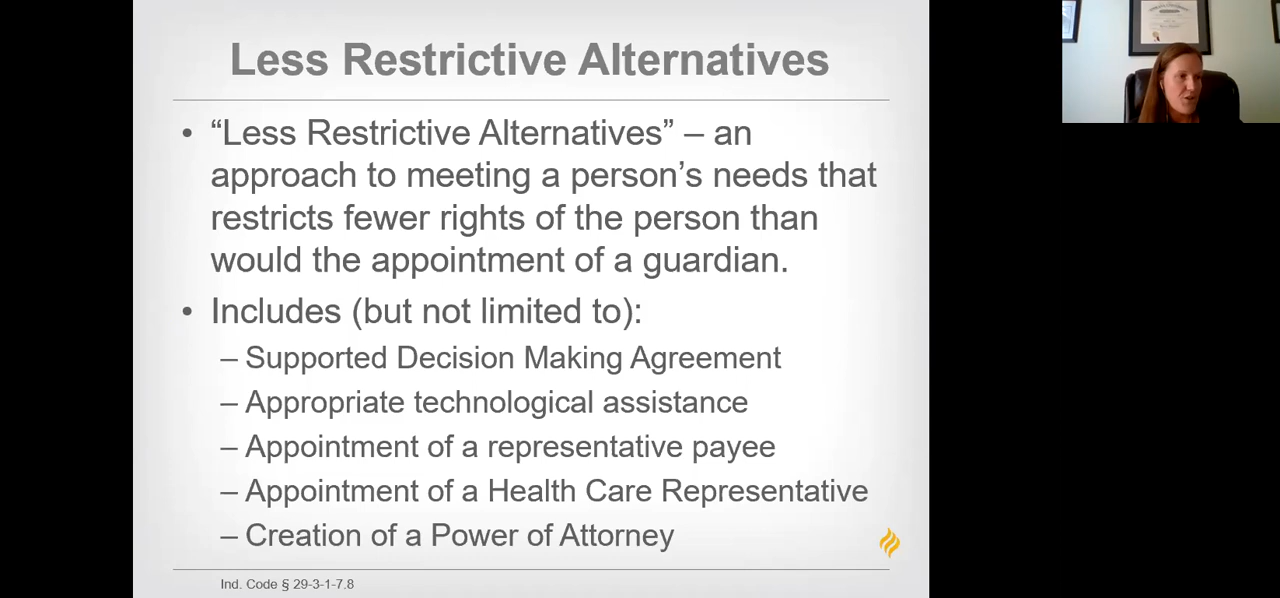 Less Restrictive Alternatives
• “Less Restrictive Alternatives” – an
approach to meeting a person’s needs that
restricts fewer rights of the person than
would the appointment of a guardian.
• Includes (but not limited to):
– Supported Decision Making Agreement
– Appropriate technological assistance
– Appointment of a representative payee
– Appointment of a Health Care Representative
– Creation of a Power of Attorney
Ind. Code § 29-3-1-7.8